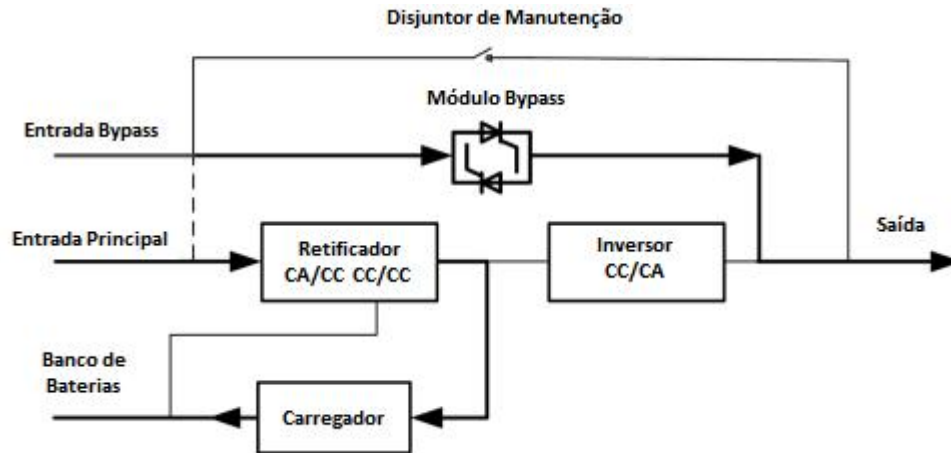 Disjuntor de Manutenção
Módulo Bypass
Entrada Bypass
Entrada Principal
Retificador
CA/CC CC/CC
Inversor
CC/CA
Saída
Banco de
Baterias
Carregador